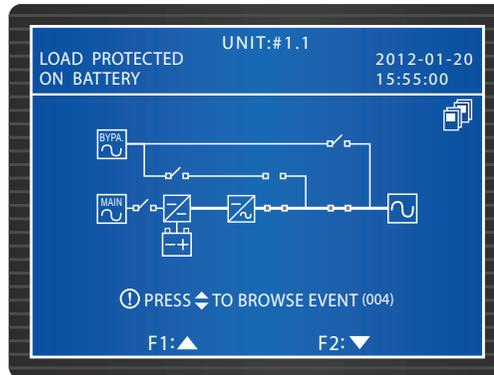 UNIT:#1.1
LOAD PROTECTED
ON BATTERY
2012-01-20
15:55:00
BYPA.
MAIN
PRESS TO BROWSE EVENT (004)
F1: F2: